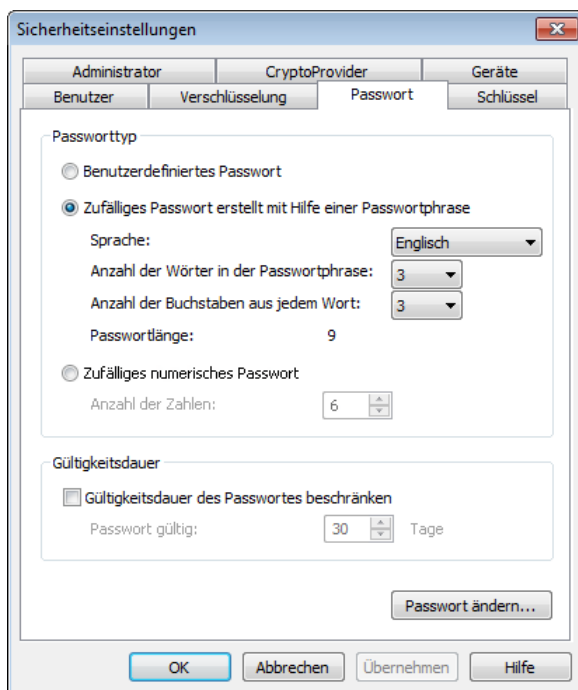 Sicherheitseinstellungen
Administrator CryptoProvider Geräte
Benutzer Verschlüsselung Passwort Schlüssel
Passworttyp
Benutzerdefiniertes Passwort
Zufälliges Passwort erstellt mit Hilfe einer Passwortphrase
Sprache: Englisch
Anzahl der Wörter in der Passwortphrase: 3
Anzahl der Buchstaben aus jedem Wort: 3
Passwortlänge: 9
Zufälliges numerisches Passwort
Anzahl der Zahlen: 6
Gültigkeitsdauer
Gültigkeitsdauer des Passwortes beschränken
Passwort gültig: 30 Tage
Passwort ändern...
OK Abbrechen Übernehmen Hilfe